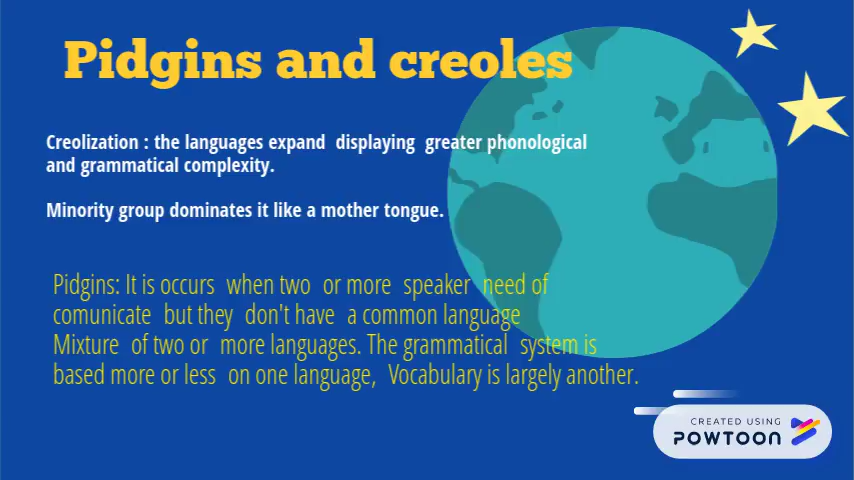 Pidgins and creoles
Creolization : the languages expand displaying greater phonological
and grammatical complexity.
Minority group dominates it like a mother tongue.
Pidgins: It is occurs when two or more speaker need of
comunicate but they don't have a common language
Mixture of two or more languages. The grammatical system is
based more or less on one language, Vocabulary is largely another.
CREATED USING
POWTOON